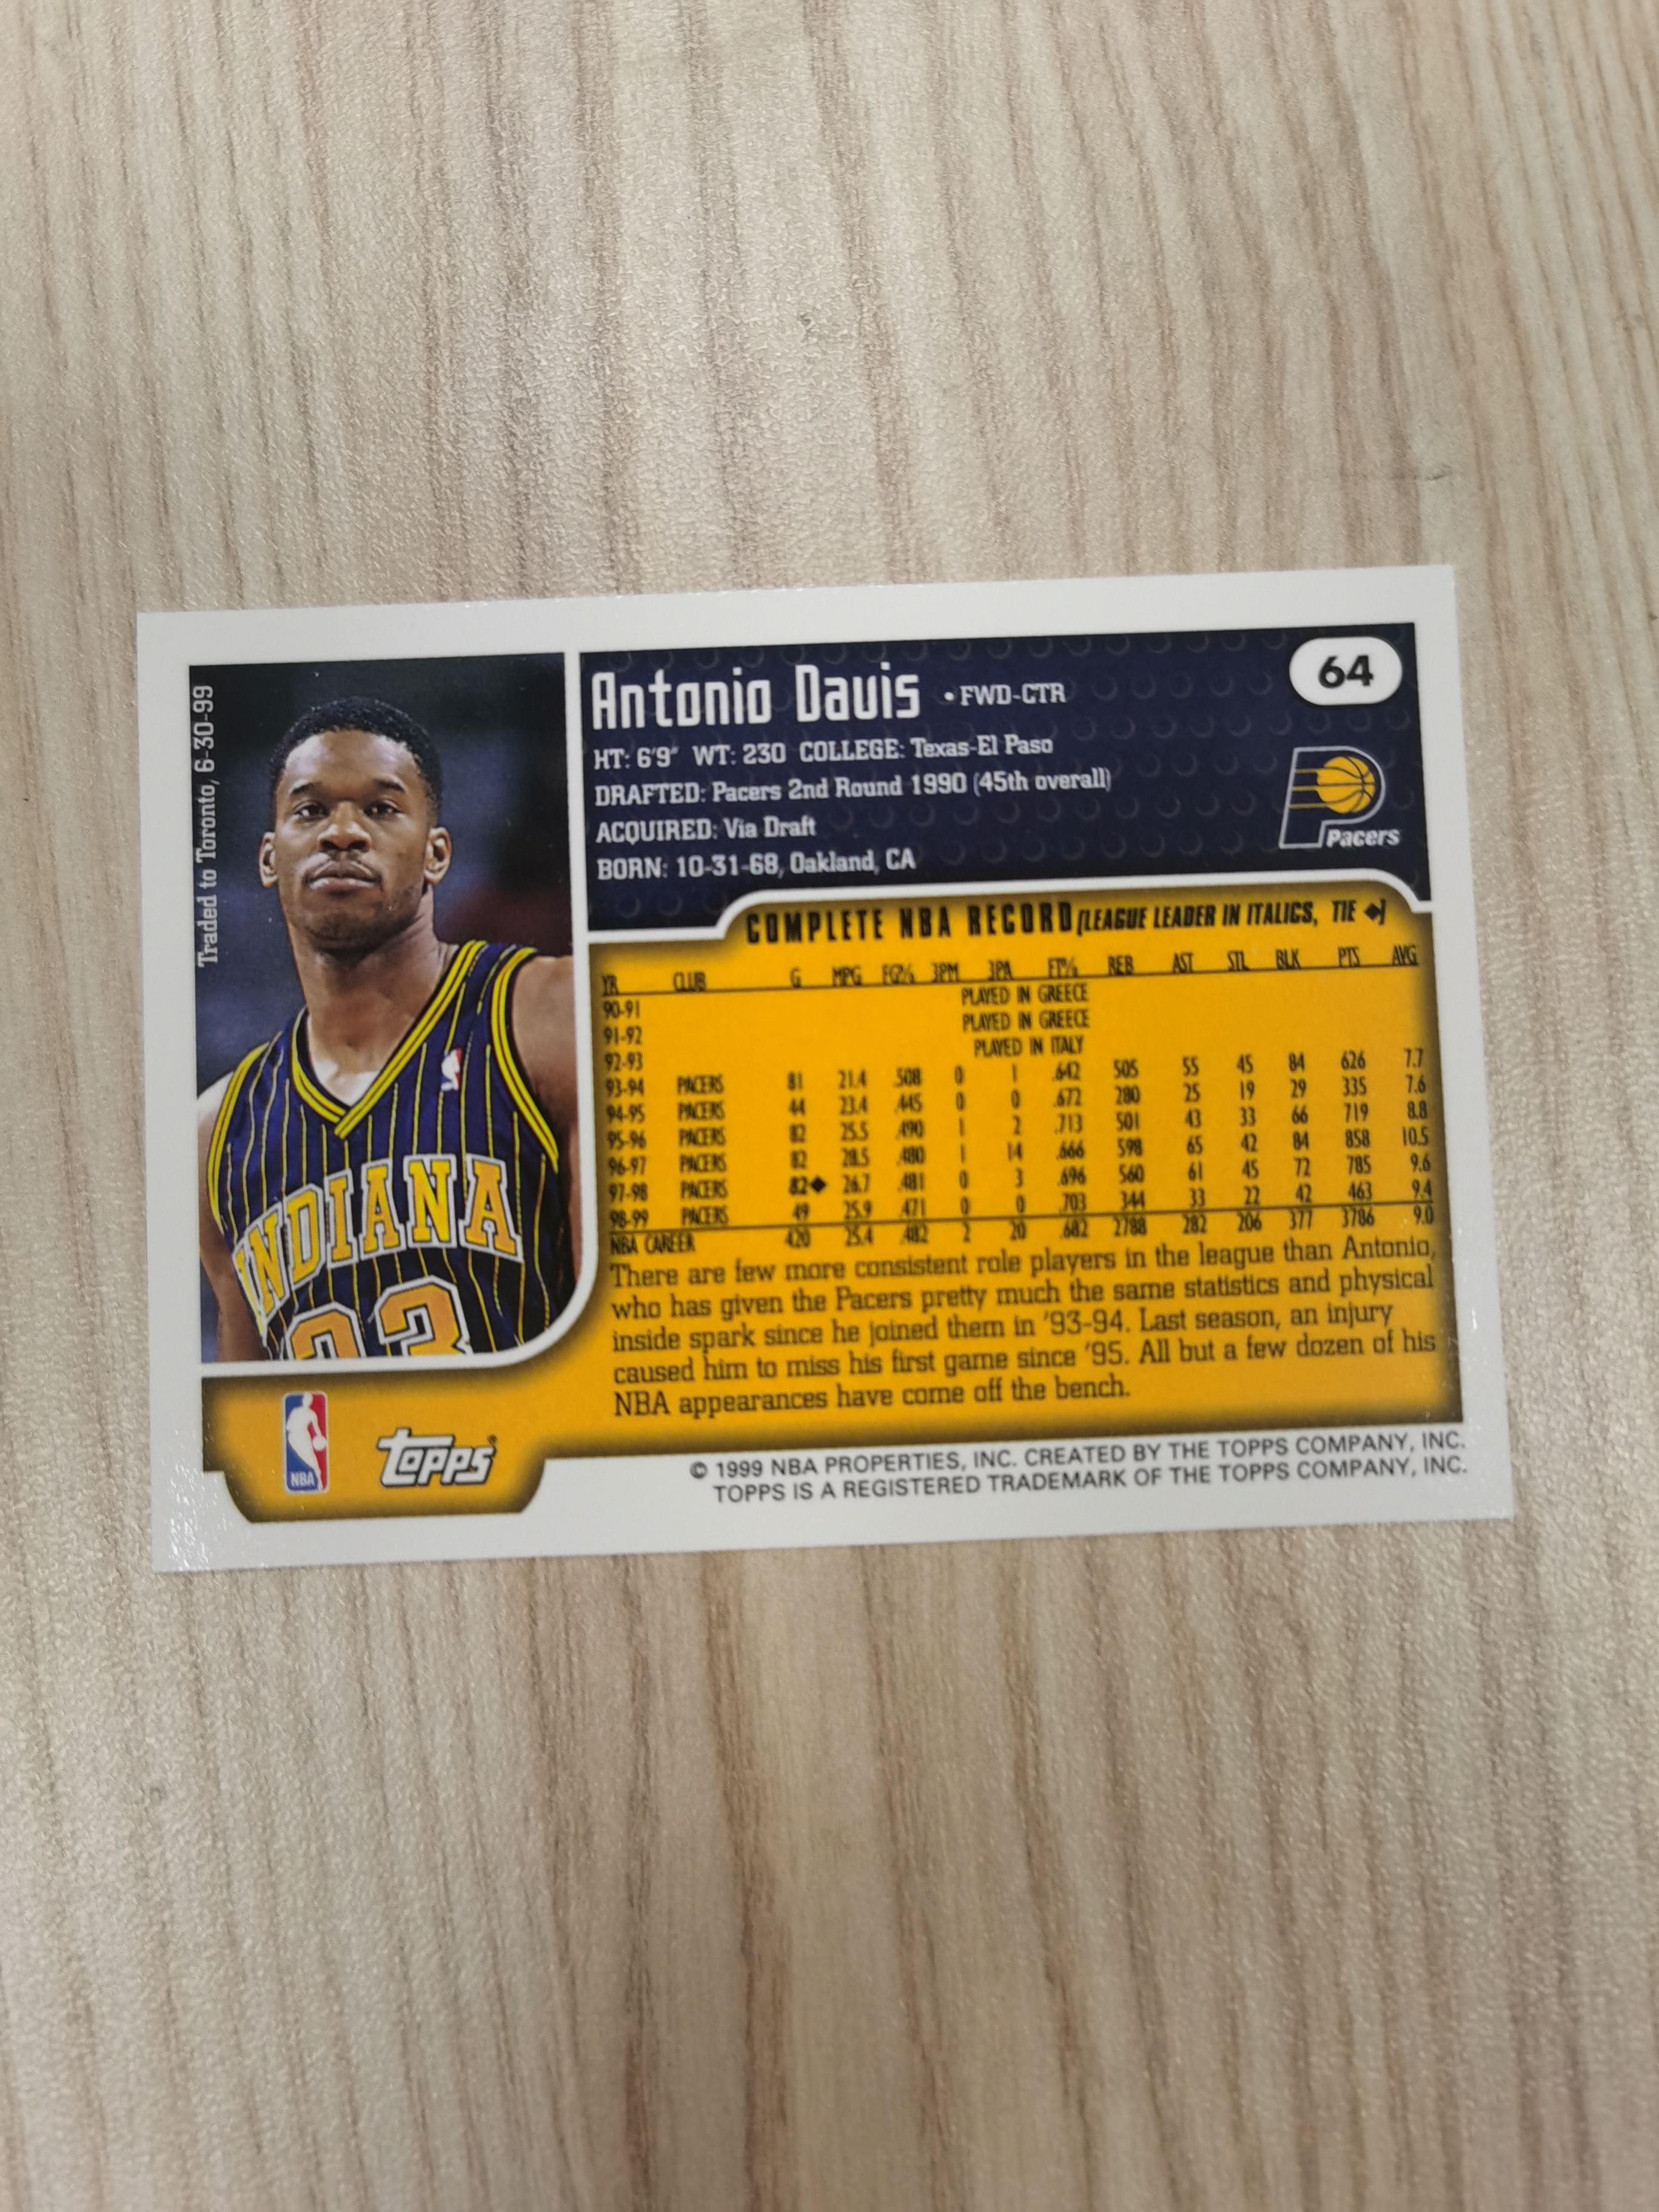 Traded to Toronto, 6-30-99
INDIANA
NBA
Topps®
Antonio Davis • FWD-CTR
64
HT: 6'9" WT: 230 COLLEGE: Texas-El Paso
DRAFTED: Pacers 2nd Round 1990 (45th overall)
ACQUIRED: Via Draft
BORN: 10-31-68, Oakland, CA
Pacers
COMPLETE NBA RECORD (LEAGUE LEADER IN ITALICS, TIE ◆)
YR CLUB G MPG FG% 3PM 3PA FT% REB AST STL BLK PTS AVG
90-91 PLAYED IN GREECE
91-92 PLAYED IN GREECE
92-93 PLAYED IN ITALY
93-94 PACERS 81 21.4 .508 0 1 .642 505 55 45 84 626 7.7
94-95 PACERS 44 23.4 .445 0 0 .672 280 25 19 29 335 7.6
95-96 PACERS 82 25.5 .490 1 2 .713 501 43 33 66 719 8.8
96-97 PACERS 82 28.5 .480 1 14 .666 598 65 42 84 858 10.5
97-98 PACERS 82◆ 26.7 .481 0 3 .696 560 61 45 72 785 9.6
98-99 PACERS 49 25.9 .471 0 0 .703 344 33 22 42 463 9.4
NBA CAREER 420 25.4 .482 2 20 .682 2788 282 206 377 3786 9.0
There are few more consistent role players in the league than Antonio,
who has given the Pacers pretty much the same statistics and physical
inside spark since he joined them in '93-94. Last season, an injury
caused him to miss his first game since '95. All but a few dozen of his
NBA appearances have come off the bench.
© 1999 NBA PROPERTIES, INC. CREATED BY THE TOPPS COMPANY, INC.
TOPPS IS A REGISTERED TRADEMARK OF THE TOPPS COMPANY, INC.